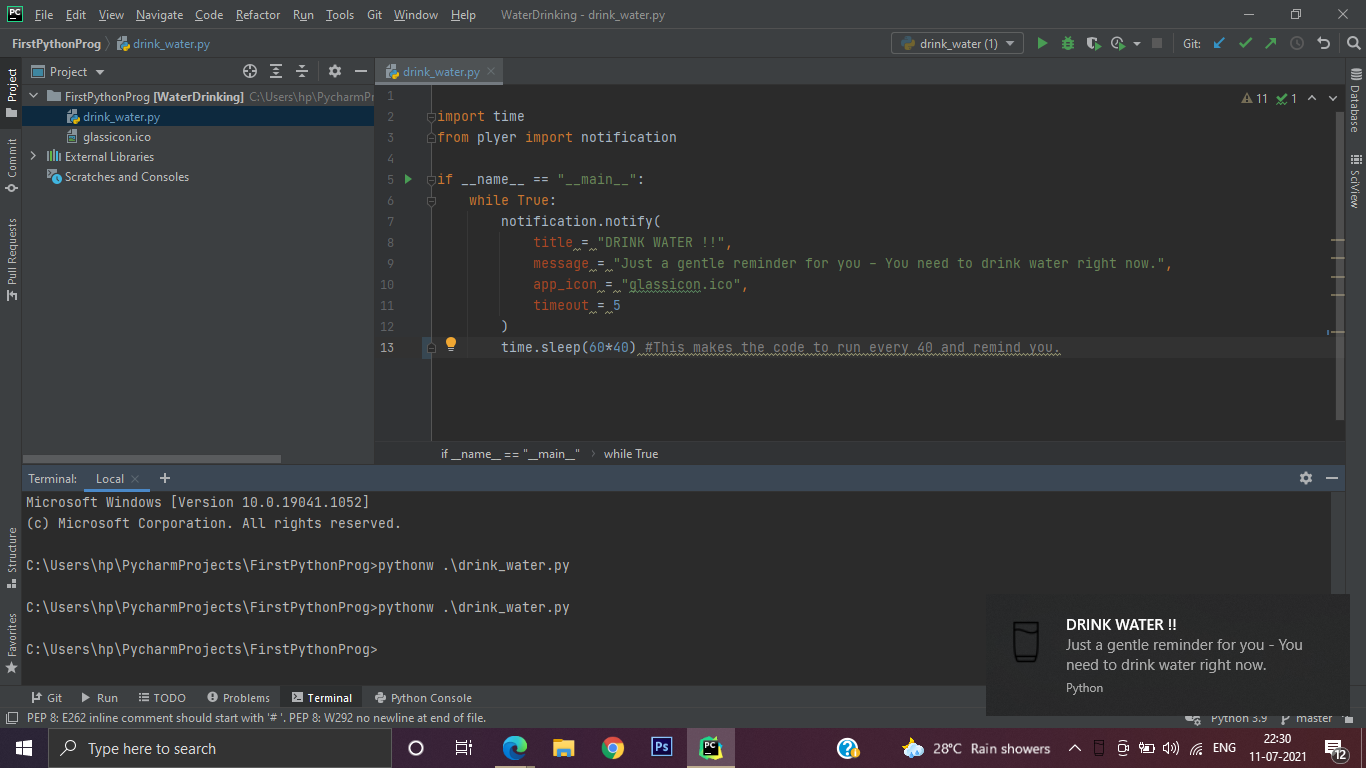 PC File Edit View Navigate Code Refactor Run Tools Git Window Help WaterDrinking - drink_water.py
FirstPythonProg drink_water.py drink_water (1) Git:
Project
drink_water.py
FirstPythonProg [WaterDrinking] C:\Users\hp\PycharmPr
drink_water.py
glassicon.ico
External Libraries
Scratches and Consoles
Project
Commit
Pull Requests
Structure
Favorites
11 1
1
2 import time
3 from plyer import notification
4
5 if __name__ == "__main__":
6 while True:
7 notification.notify(
8 title = "DRINK WATER !!",
9 message = "Just a gentle reminder for you - You need to drink water right now.",
10 app_icon = "glassicon.ico",
11 timeout = 5
12 )
13 time.sleep(60*40) #This makes the code to run every 40 and remind you.
if __name__ == "__main__" › while True
Database
SciView
Terminal: Local × +
Microsoft Windows [Version 10.0.19041.1052]
(c) Microsoft Corporation. All rights reserved.
C:\Users\hp\PycharmProjects\FirstPythonProg>pythonw .\drink_water.py
C:\Users\hp\PycharmProjects\FirstPythonProg>pythonw .\drink_water.py
C:\Users\hp\PycharmProjects\FirstPythonProg>
DRINK WATER !!
Just a gentle reminder for you - You
need to drink water right now.
Python
Git Run TODO Problems Terminal Python Console
PEP 8: E262 inline comment should start with '# '. PEP 8: W292 no newline at end of file. Python 3.9 master
Type here to search Ps PC 28°C Rain showers ENG
22:30
11-07-2021
12